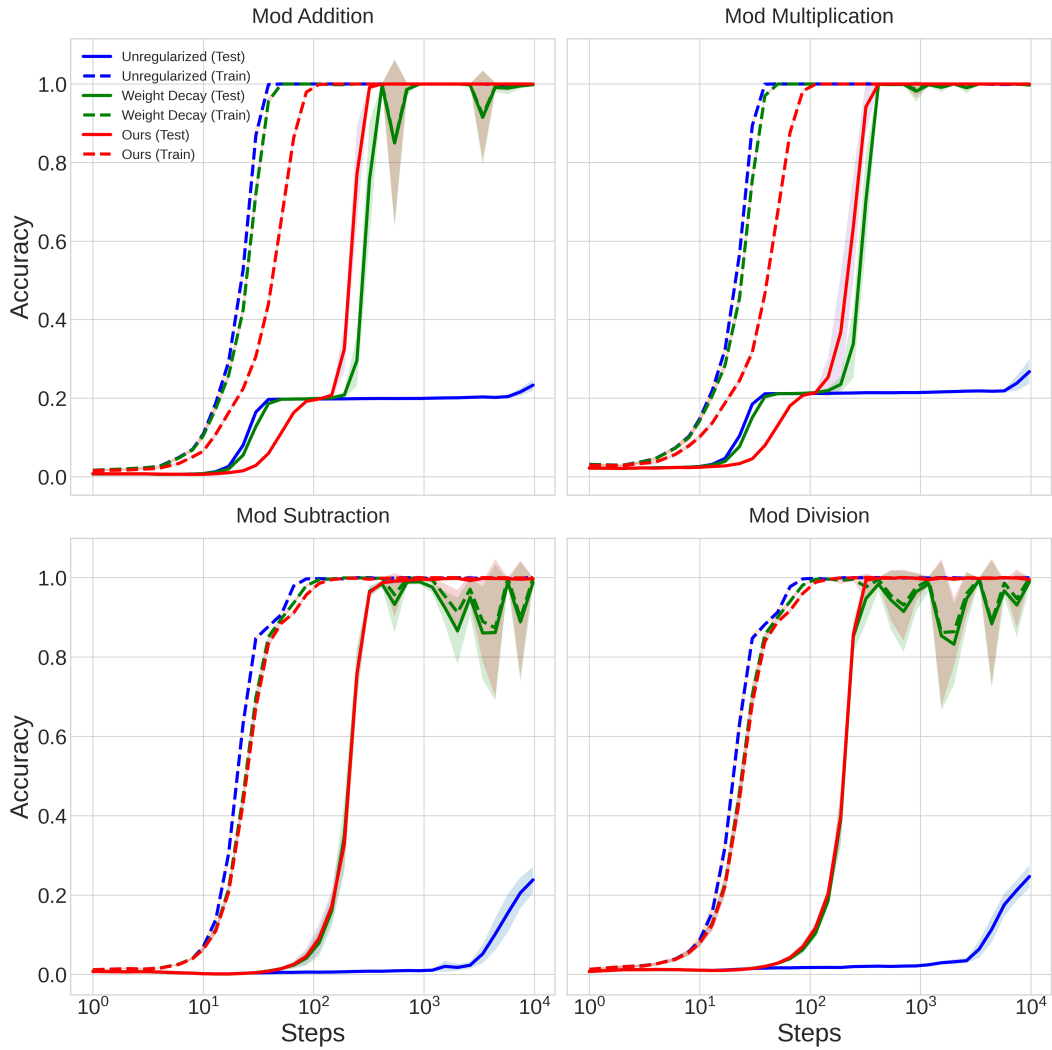 Mod Addition
Mod Multiplication
Unregularized (Test)
Unregularized (Train)
Weight Decay (Test)
Weight Decay (Train)
Ours (Test)
Ours (Train)
Accuracy
1.0
0.8
0.6
0.4
0.2
0.0
Mod Subtraction
Mod Division
Accuracy
1.0
0.8
0.6
0.4
0.2
0.0
10⁰ 10¹ 10² 10³ 10⁴
10⁰ 10¹ 10² 10³ 10⁴
Steps
Steps